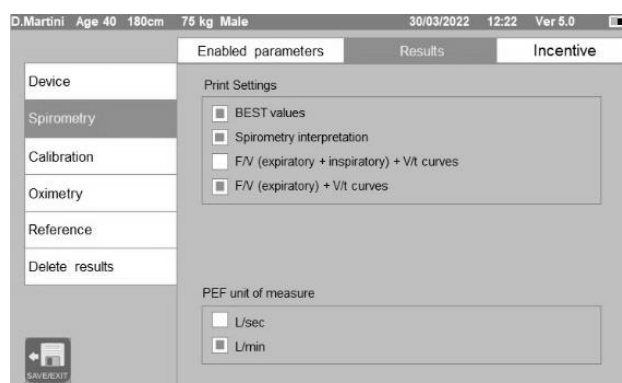 D.Martini Age 40 180cm 75 kg Male 30/03/2022 12:22 Ver 5.0
Enabled parameters Results Incentive
Device
Spirometry
Calibration
Oximetry
Reference
Delete results
Print Settings
BEST values
Spirometry interpretation
F/V (expiratory + inspiratory) + V/t curves
F/V (expiratory) + V/t curves
PEF unit of measure
L/sec
L/min
SAVE/EXIT